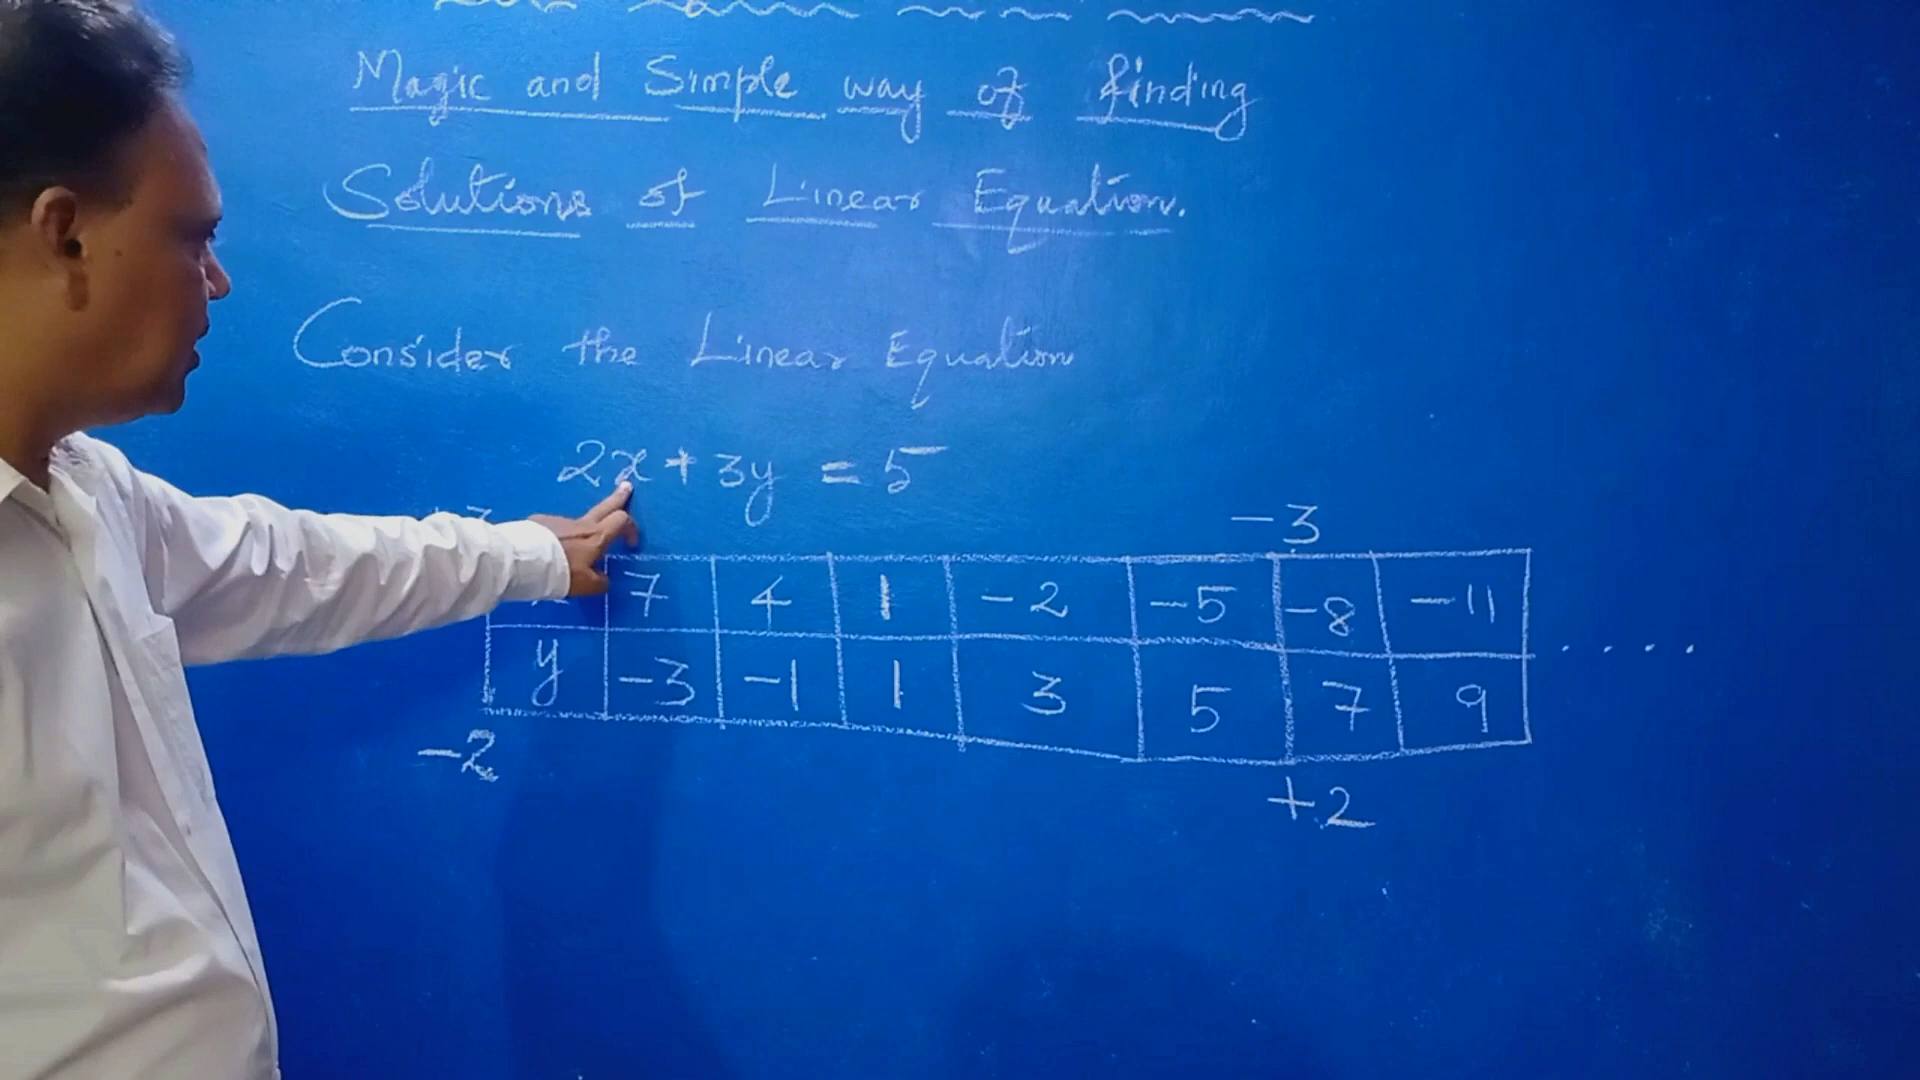 Magic and Simple way of finding
Solutions of Linear Equation.
Consider the Linear Equation
2x + 3y = 5
-3
7 4 1 -2 -5 -8 -11 .....
y -3 -1 1 3 5 7 9
-2 +2